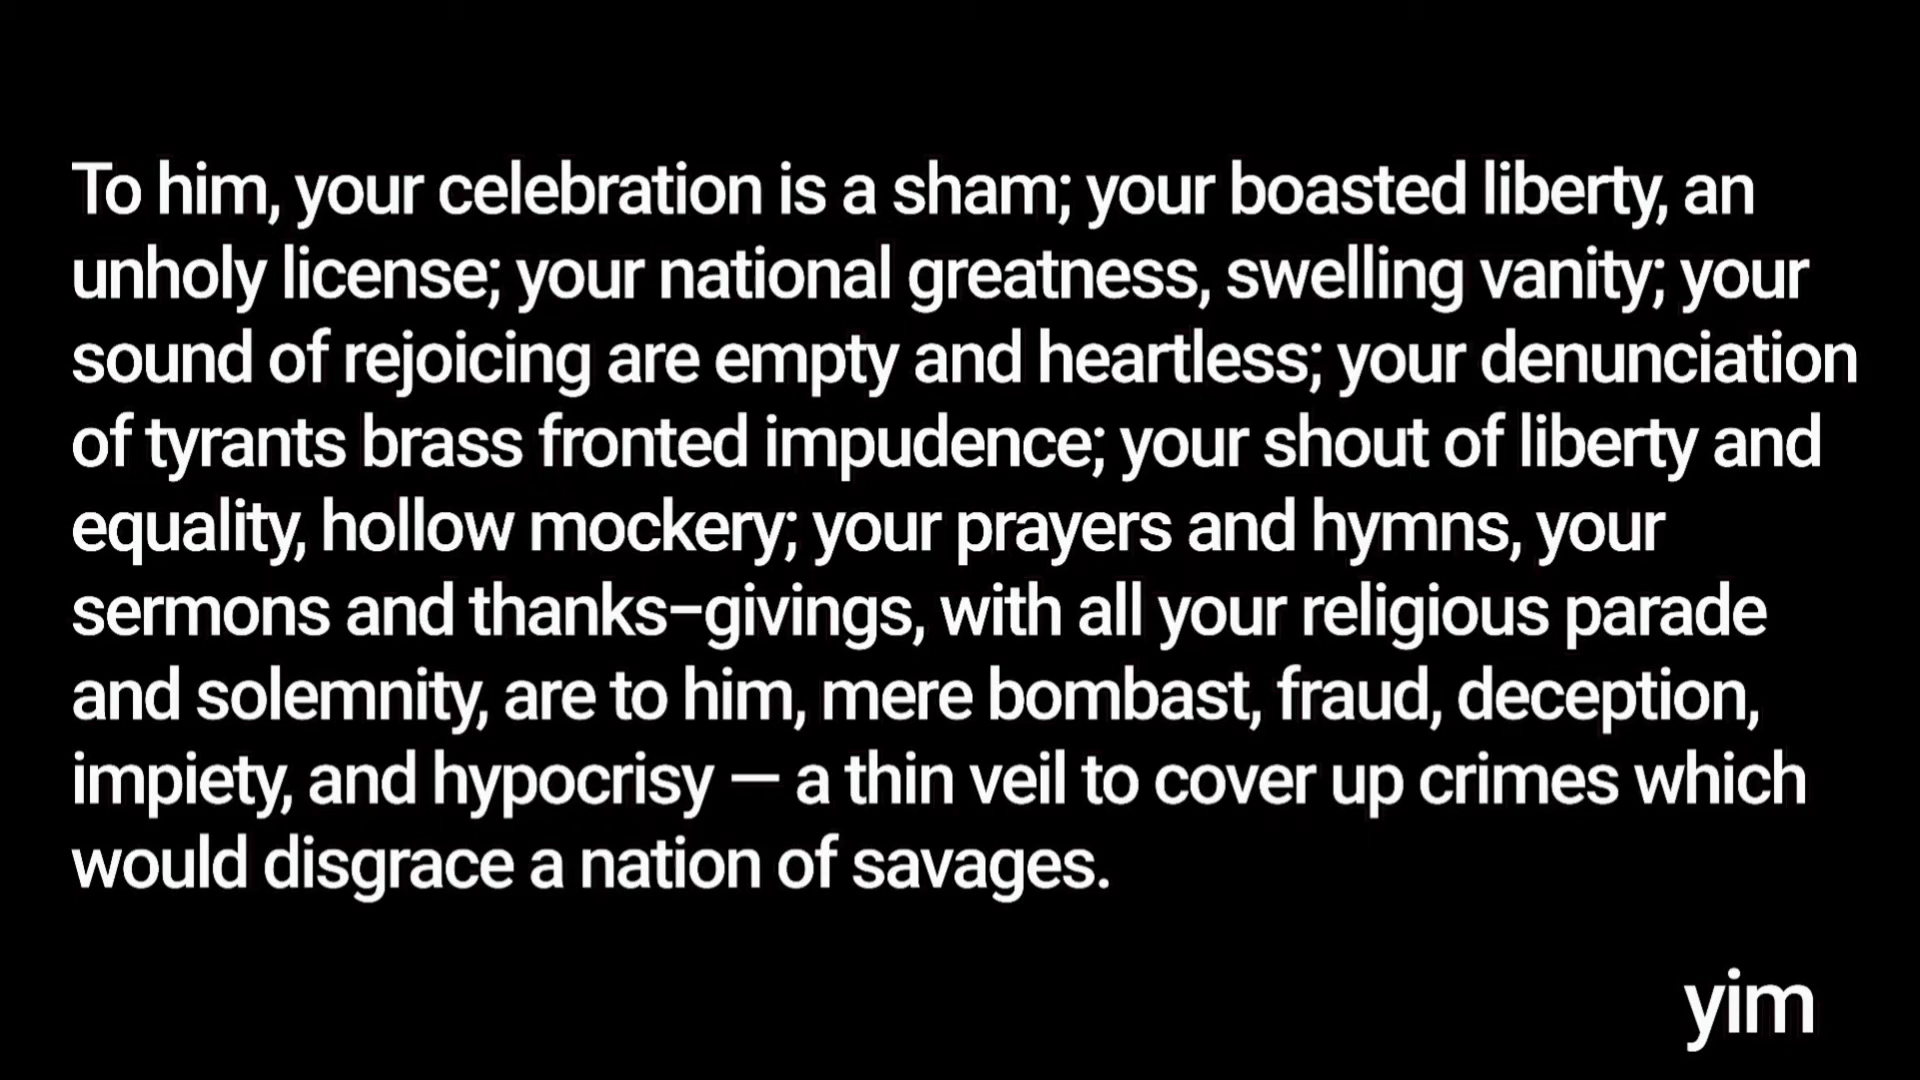 To him, your celebration is a sham; your boasted liberty, an
unholy license; your national greatness, swelling vanity; your
sound of rejoicing are empty and heartless; your denunciation
of tyrants brass fronted impudence; your shout of liberty and
equality, hollow mockery; your prayers and hymns, your
sermons and thanks–givings, with all your religious parade
and solemnity, are to him, mere bombast, fraud, deception,
impiety, and hypocrisy — a thin veil to cover up crimes which
would disgrace a nation of savages.
yim